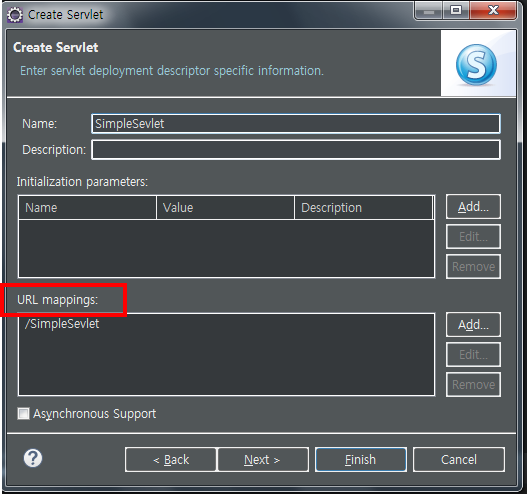 Create Servlet
Create Servlet
Enter servlet deployment descriptor specific information.
S
Name: SimpleSevlet
Description:
Initialization parameters:
Name Value Description
Add...
Edit...
Remove
URL mappings:
/SimpleSevlet
Add...
Edit...
Remove
Asynchronous Support
? < Back Next > Finish Cancel